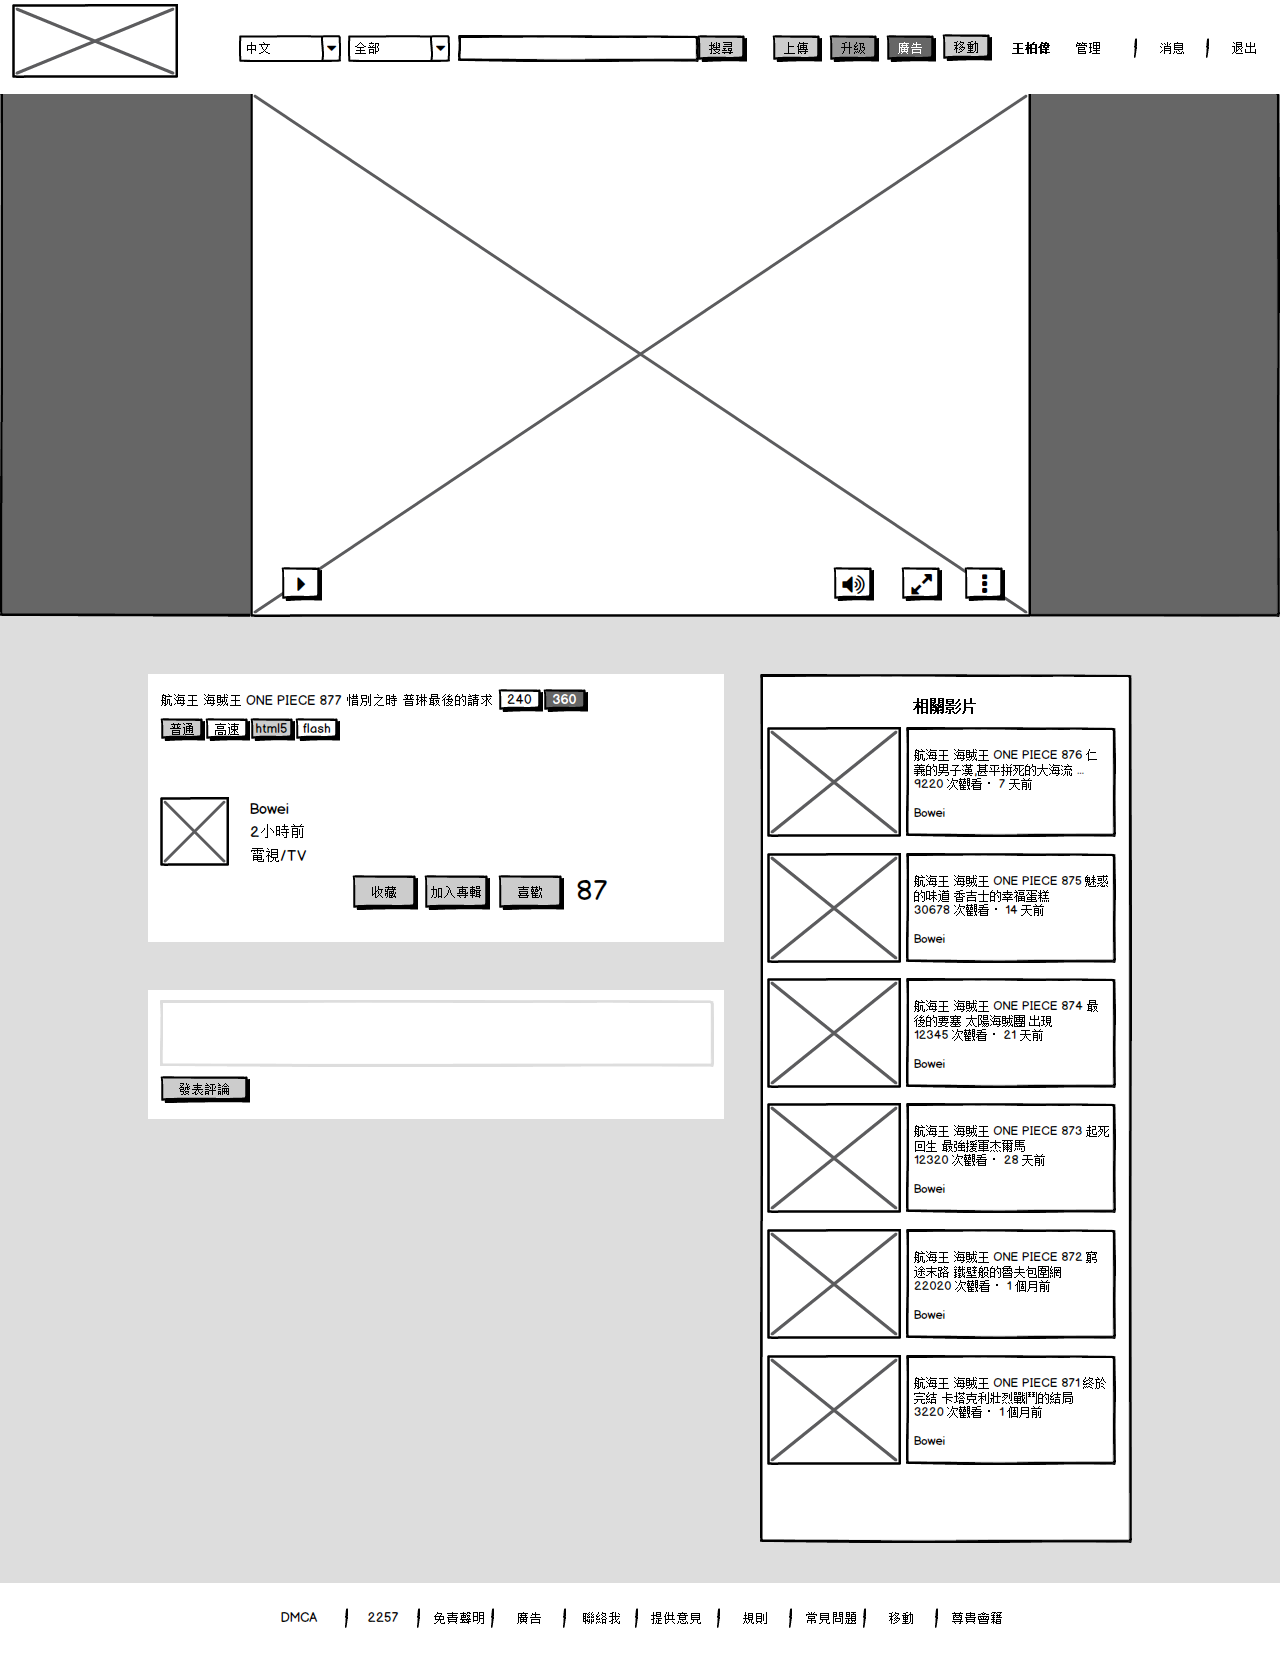 中文 全部 搜尋 上傳 升級 廣告 移動 王柏偉 管理 消息 退出
航海王 海賊王 ONE PIECE 877 惜別之時 普琳最後的請求 240 360
普通 高速 html5 flash
Bowei
2小時前
電視/TV
收藏 加入專輯 喜歡 87
發表評論
相關影片
航海王 海賊王 ONE PIECE 876 仁
義的男子漢,甚平拼死的大海流 ...
9220 次觀看・ 7 天前
Bowei
航海王 海賊王 ONE PIECE 875 魅惑
的味道 香吉士的幸福蛋糕
30678 次觀看・ 14 天前
Bowei
航海王 海賊王 ONE PIECE 874 最
後的要塞 太陽海賊團 出現
12345 次觀看・ 21 天前
Bowei
航海王 海賊王 ONE PIECE 873 起死
回生 最強援軍杰爾馬
12320 次觀看・ 28 天前
Bowei
航海王 海賊王 ONE PIECE 872 窮
途末路 鐵壁般的魯夫包圍網
22020 次觀看・ 1 個月前
Bowei
航海王 海賊王 ONE PIECE 871 終於
完結 卡塔克利壯烈戰鬥的結局
3220 次觀看・ 1 個月前
Bowei
DMCA 2257 免責聲明 廣告 聯絡我 提供意見 規則 常見問題 移動 尊貴會籍